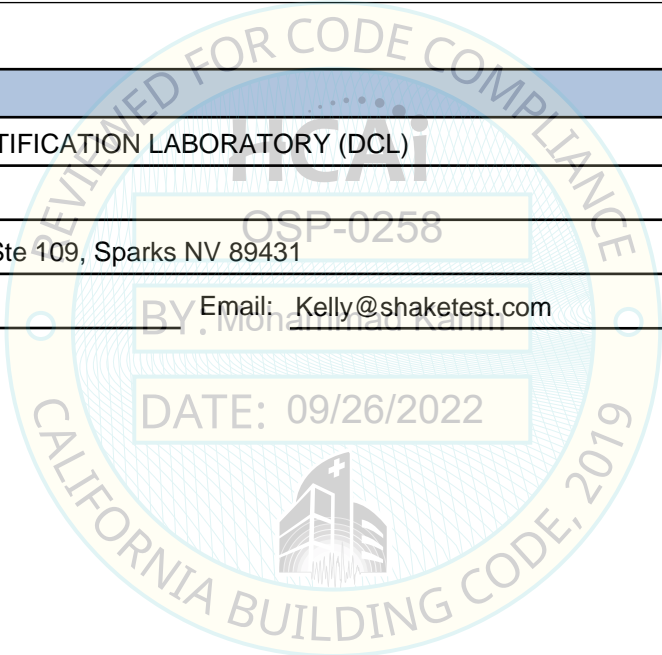 REVIEWED FOR CODE COMPLIANCE
HCAi
TIFICATION LABORATORY (DCL)
OSP-0258
Ste 109, Sparks NV 89431
Email: Kelly@shaketest.com
BY: Mohammad Karim
DATE: 09/26/2022
CALIFORNIA BUILDING CODE, 2019